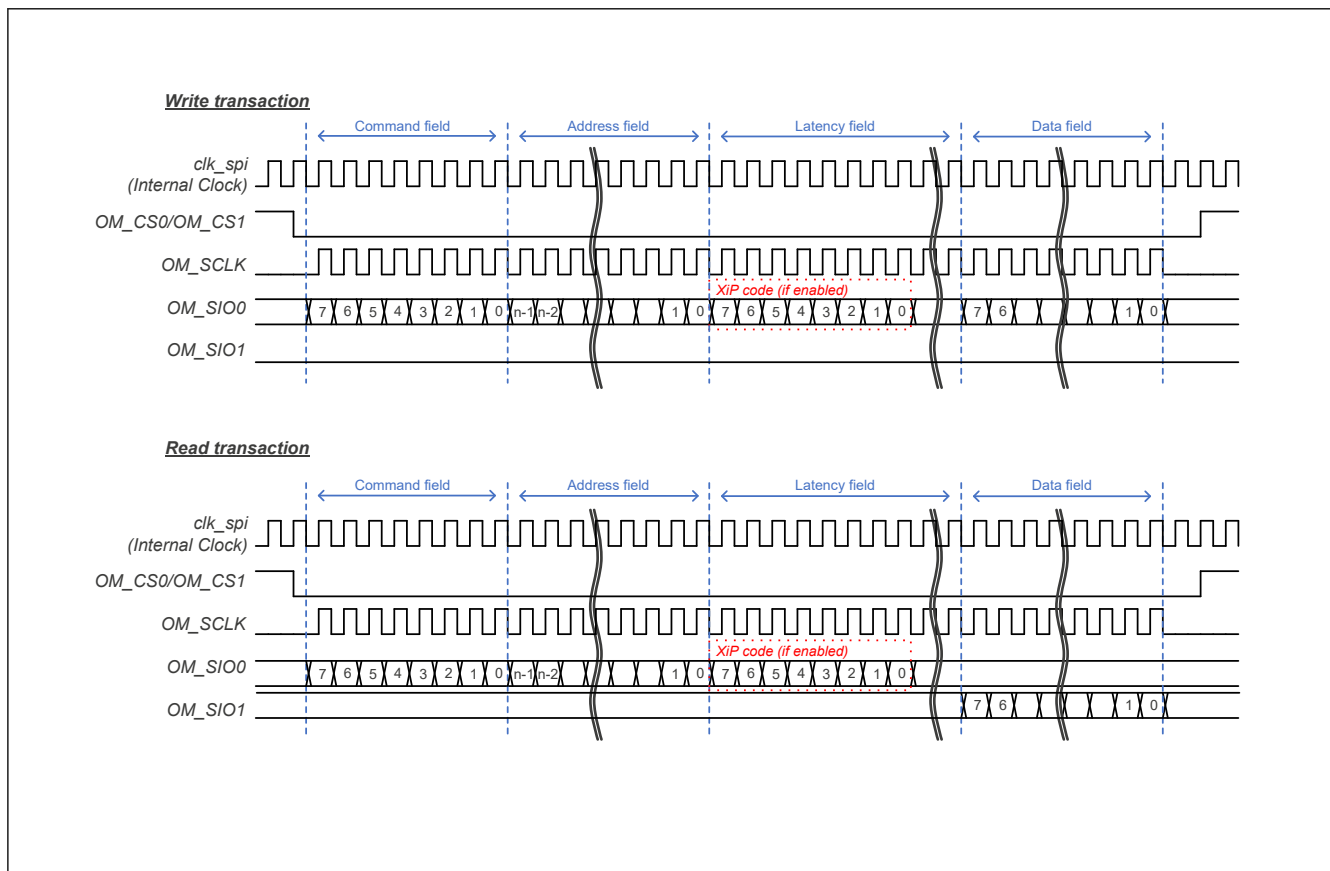 Write transaction
Command field Address field Latency field Data field
clk_spi
(Internal Clock)
OM_CS0/OM_CS1
OM_SCLK
XiP code (if enabled)
OM_SIO0 7 6 5 4 3 2 1 0 n-1 n-2 1 0 7 6 5 4 3 2 1 0 7 6 1 0
OM_SIO1
Read transaction
Command field Address field Latency field Data field
clk_spi
(Internal Clock)
OM_CS0/OM_CS1
OM_SCLK
XiP code (if enabled)
OM_SIO0 7 6 5 4 3 2 1 0 n-1 n-2 1 0 7 6 5 4 3 2 1 0
OM_SIO1 7 6 1 0